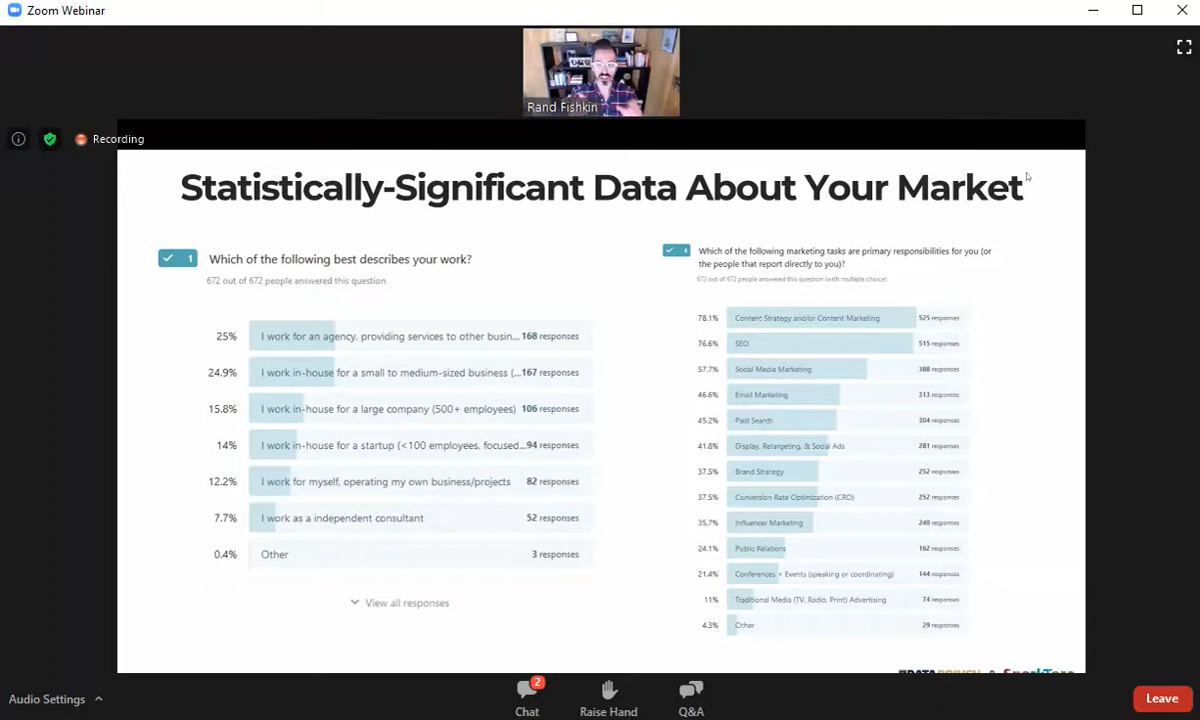 Zoom Webinar
Rand Fishkin
Recording
Statistically-Significant Data About Your Market
1
Which of the following best describes your work?
672 out of 672 people answered this question
25% I work for an agency, providing services to other busin... 168 responses
24.9% I work in-house for a small to medium-sized business (... 167 responses
15.8% I work in-house for a large company (500+ employees) 106 responses
14% I work in-house for a startup (<100 employees, focused... 94 responses
12.2% I work for myself, operating my own business/projects 82 responses
7.7% I work as a independent consultant 52 responses
0.4% Other 3 responses
View all responses
4
Which of the following marketing tasks are primary responsibilities for you (or
the people that report directly to you)?
672 out of 672 people answered this question (with multiple choice)
78.1% Content Strategy and/or Content Marketing 525 responses
76.6% SEO 515 responses
57.7% Social Media Marketing 388 responses
46.6% Email Marketing 313 responses
45.2% Paid Search 304 responses
41.8% Display, Retargeting, & Social Ads 281 responses
37.5% Brand Strategy 252 responses
37.5% Conversion Rate Optimization (CRO) 252 responses
35.7% Influencer Marketing 240 responses
24.1% Public Relations 162 responses
21.4% Conferences + Events (speaking or coordinating) 144 responses
11% Traditional Media (TV, Radio, Print) Advertising 74 responses
4.3% Other 29 responses
Audio Settings
2
Chat
Raise Hand
Q&A
Leave